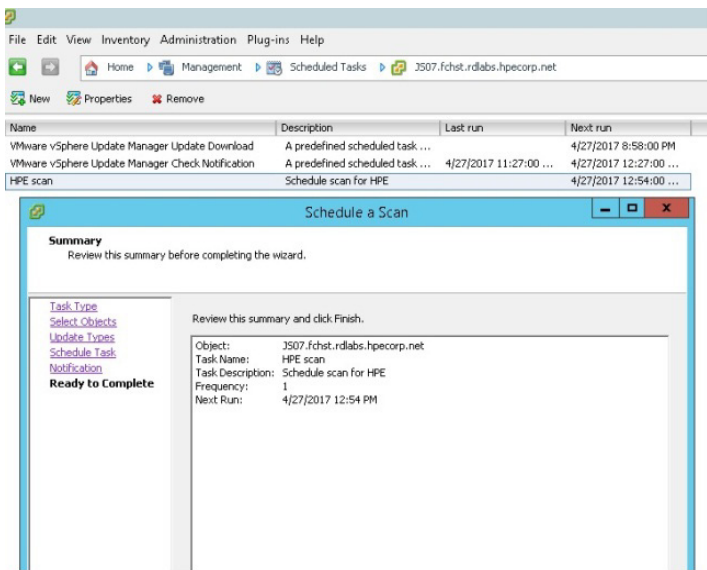 File Edit View Inventory Administration Plug-ins Help
Home Management Scheduled Tasks JS07.fchst.rdlabs.hpecorp.net
New Properties Remove
Name Description Last run Next run
VMware vSphere Update Manager Update Download A predefined scheduled task ... 4/27/2017 8:58:00 PM
VMware vSphere Update Manager Check Notification A predefined scheduled task ... 4/27/2017 11:27:00 ... 4/27/2017 12:27:00 ...
HPE scan Schedule scan for HPE 4/27/2017 12:54:00 ...
Schedule a Scan
Summary
Review this summary before completing the wizard.
Task Type
Select Objects
Update Types
Schedule Task
Notification
Ready to Complete
Review this summary and click Finish.
Object: JS07.fchst.rdlabs.hpecorp.net
Task Name: HPE scan
Task Description: Schedule scan for HPE
Frequency: 1
Next Run: 4/27/2017 12:54 PM